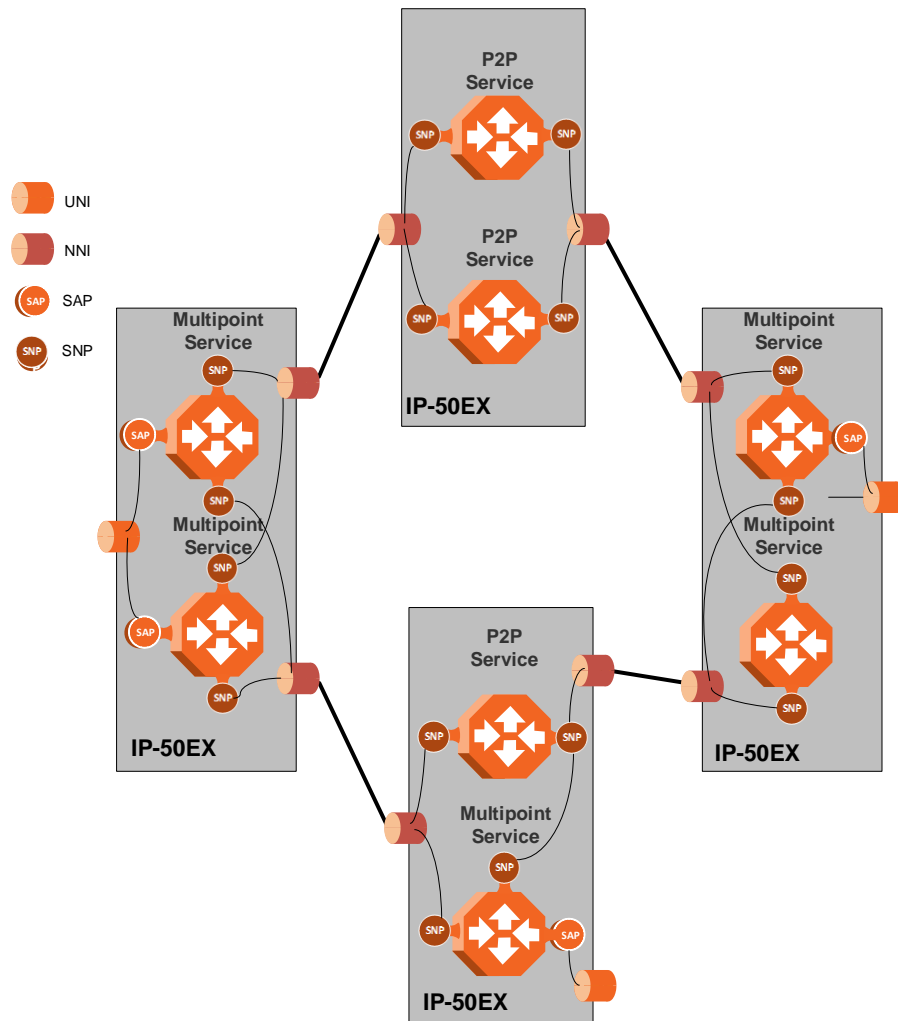 P2P
Service
SNP
SNP
UNI
NNI
P2P
Service
SAP
SAP
SNP
SNP
SNP
SNP
IP-50EX
Multipoint
Service
SNP
SAP
SNP
Multipoint
Service
SNP
SAP
SNP
IP-50EX
Multipoint
Service
SNP
SAP
SNP
Multipoint
Service
SNP
SNP
IP-50EX
P2P
Service
SNP
SNP
Multipoint
Service
SNP
SNP
SAP
IP-50EX